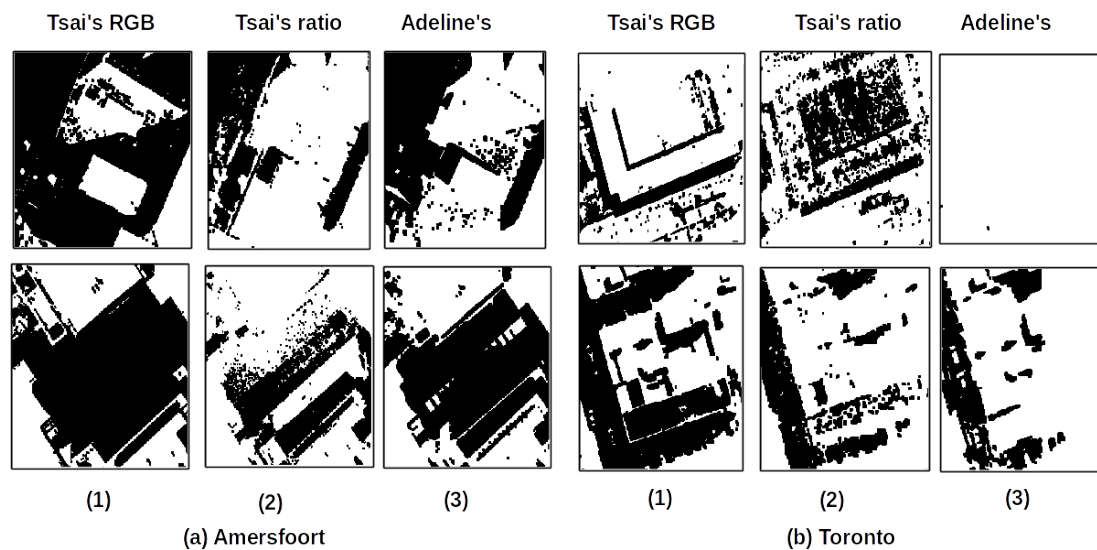 Tsai's RGB Tsai's ratio Adeline's Tsai's RGB Tsai's ratio Adeline's
(1) (2) (3) (1) (2) (3)
(a) Amersfoort (b) Toronto